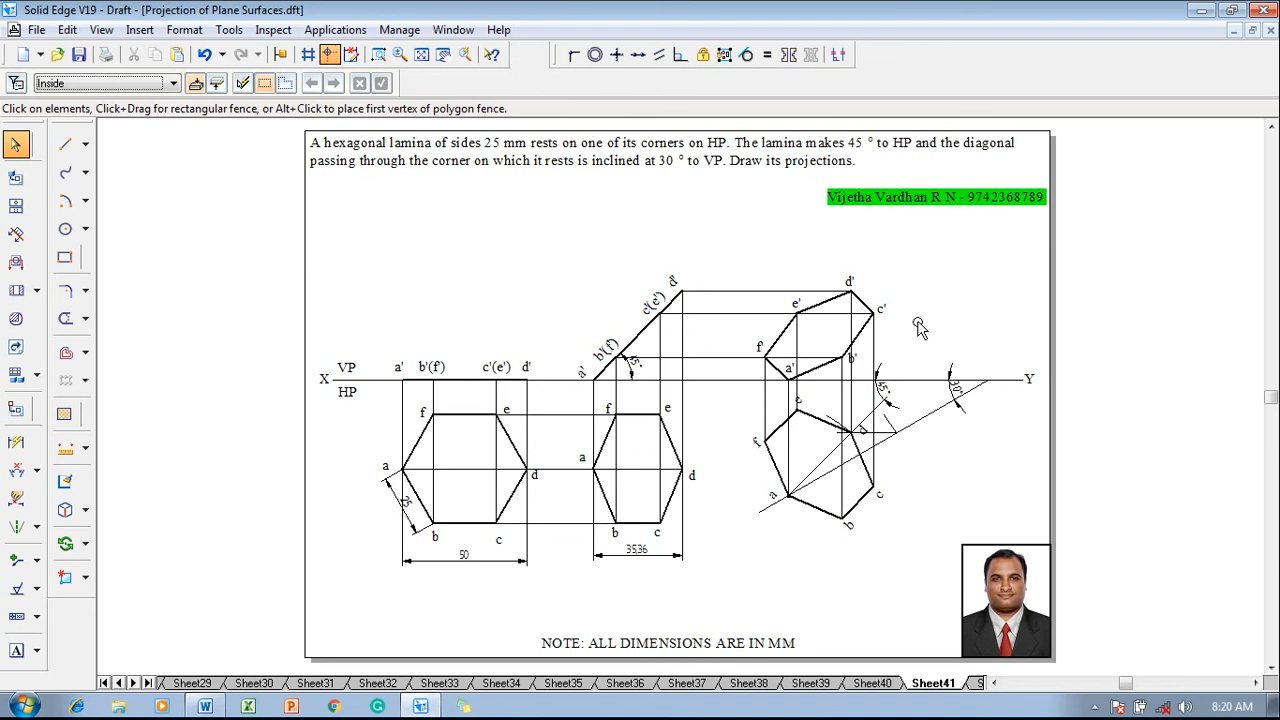 Solid Edge V19 - Draft - [Projection of Plane Surfaces.dft]
File Edit View Insert Format Tools Inspect Applications Manage Window Help
Inside
Click on elements, Click+Drag for rectangular fence, or Alt+Click to place first vertex of polygon fence.
A hexagonal lamina of sides 25 mm rests on one of its corners on HP. The lamina makes 45 ° to HP and the diagonal
passing through the corner on which it rests is inclined at 30 ° to VP. Draw its projections.
Vijetha Vardhan R N - 9742368789
d' d'
c'(e') e' c'
b'(f') f' b'
VP a' b'(f') c'(e') d' a' 45° a'
X Y
HP 45° 30°
f e f e e
a d a d f d
25 a c
b c b c b
50 35,36
NOTE: ALL DIMENSIONS ARE IN MM
Sheet29 Sheet30 Sheet31 Sheet32 Sheet33 Sheet34 Sheet35 Sheet36 Sheet37 Sheet38 Sheet39 Sheet40 Sheet41 S
8:20 AM